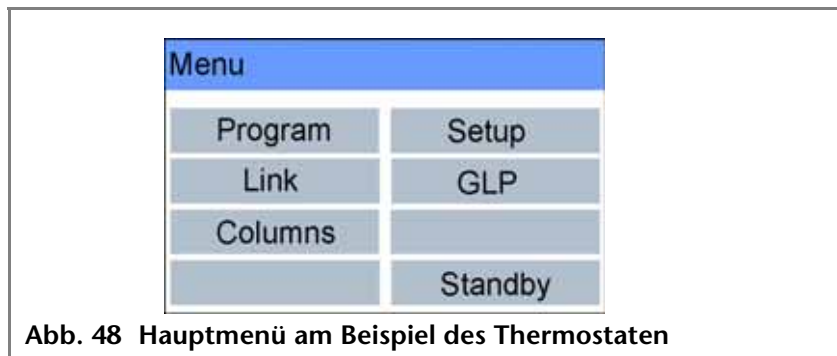 Menu
Program Setup
Link GLP
Columns
Standby
Abb. 48 Hauptmenü am Beispiel des Thermostaten